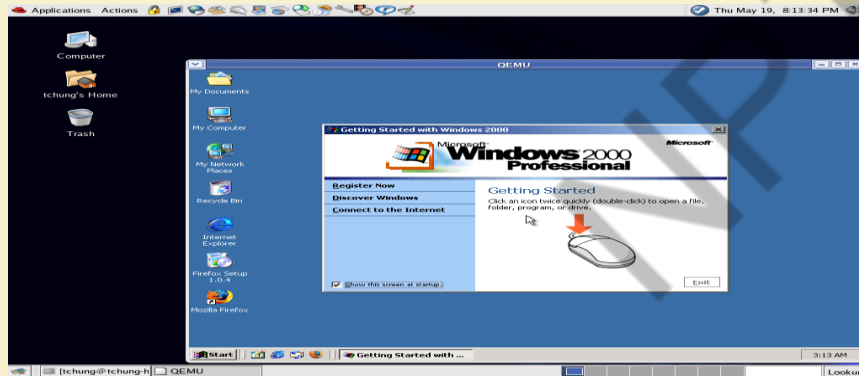 Applications Actions Thu May 19, 8:13:34 PM
Computer
tchung's Home
Trash
QEMU
My Documents
My Computer
My Network
Places
Recycle Bin
Internet
Explorer
Firefox Setup
1.0.4
Mozilla Firefox
Getting Started with Windows 2000
Microsoft
Microsoft
Windows 2000
Professional
Register Now
Discover Windows
Connect to the Internet
Getting Started
Click an icon twice quickly (double-click) to open a file,
folder, program, or drive.
Show this screen at startup.
Exit
Start Getting Started with ... 3:13 AM
[tchung@tchung-h QEMU Lookup